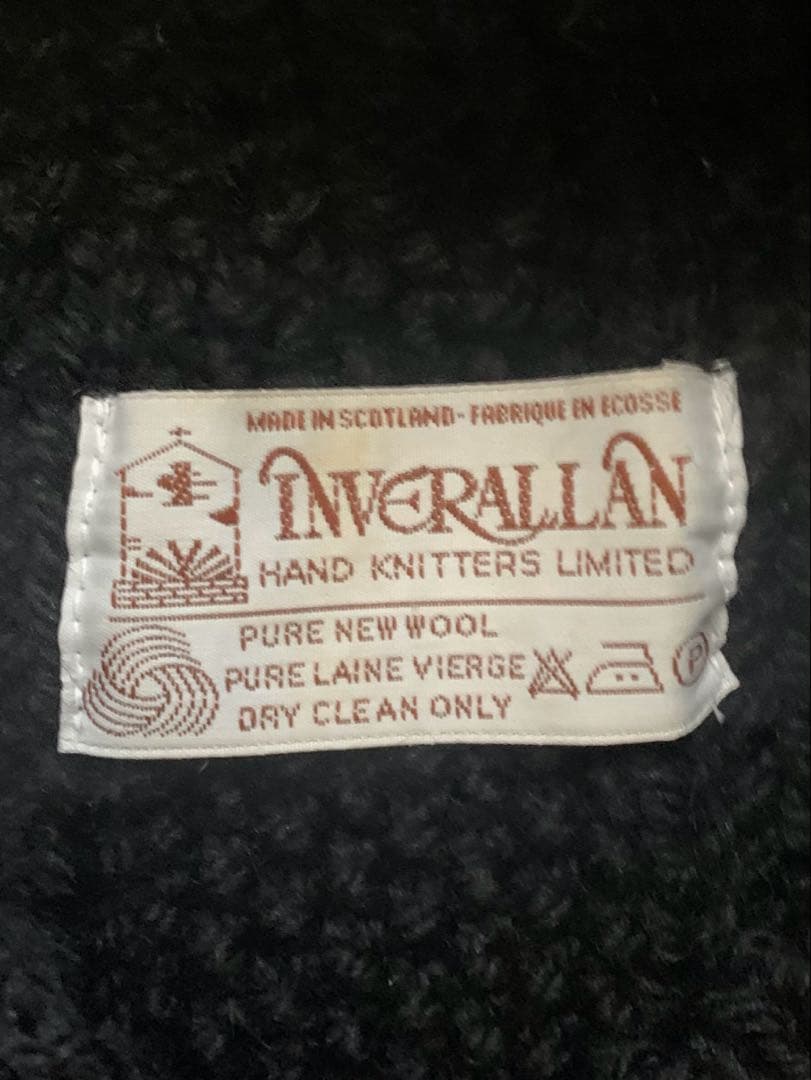 MADE IN SCOTLAND - FABRIQUE EN ECOSSE
INVERALLAN
HAND KNITTERS LIMITED
PURE NEW WOOL
PURE LAINE VIERGE
DRY CLEAN ONLY
P